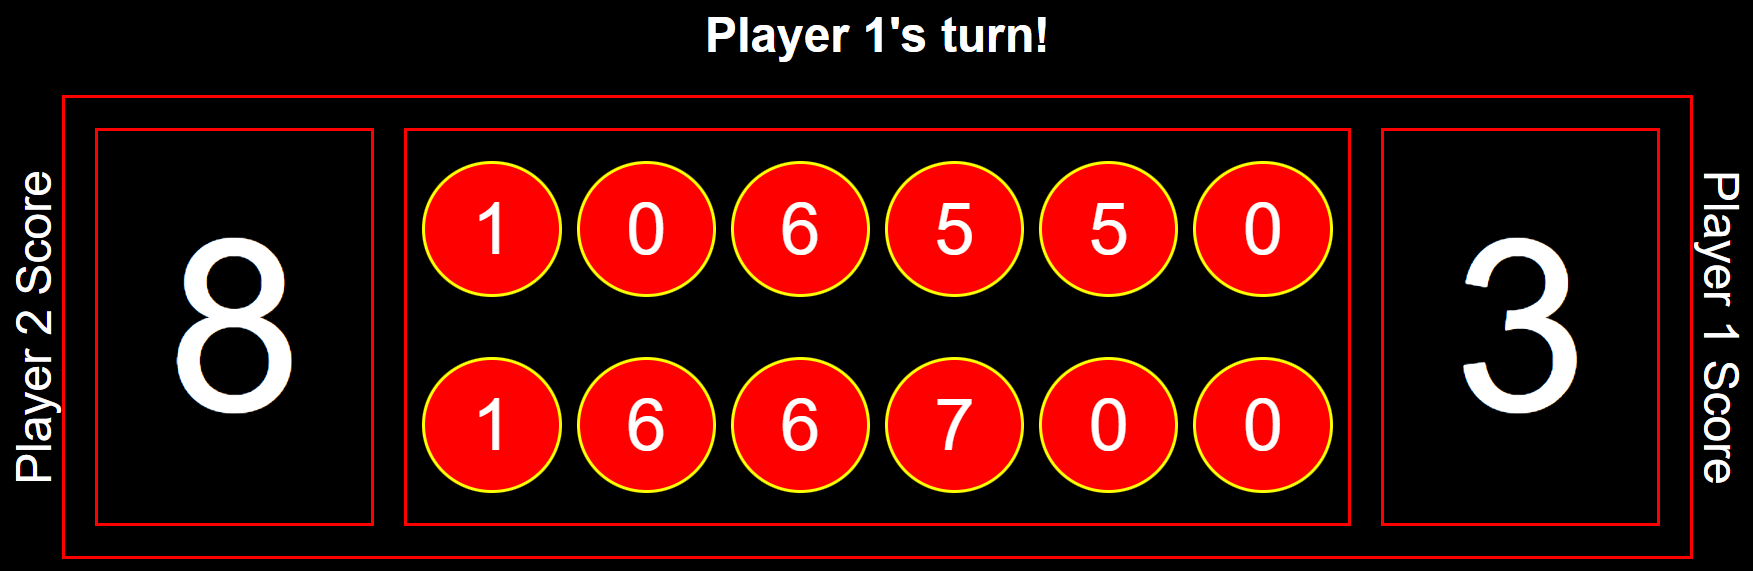 Player 1's turn!
Player 2 Score
8
1 0 6 5 5 0
1 6 6 7 0 0
3
Player 1 Score